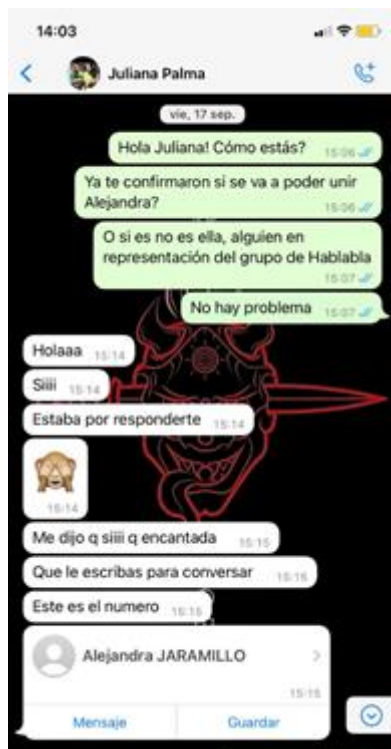 14:03
Juliana Palma
vie, 17 sep.
Hola Juliana! Cómo estás? 15:06
Ya te confirmaron si se va a poder unir
Alejandra? 15:06
O si es no es ella, alguien en
representación del grupo de Hablabla
15:07
No hay problema 15:07
Holaaa 15:14
Siiii 15:14
Estaba por responderte 15:14
15:14
Me dijo q siiii q encantada 15:15
Que le escribas para conversar 15:15
Este es el numero 15:15
Alejandra JARAMILLO
15:15
Mensaje Guardar